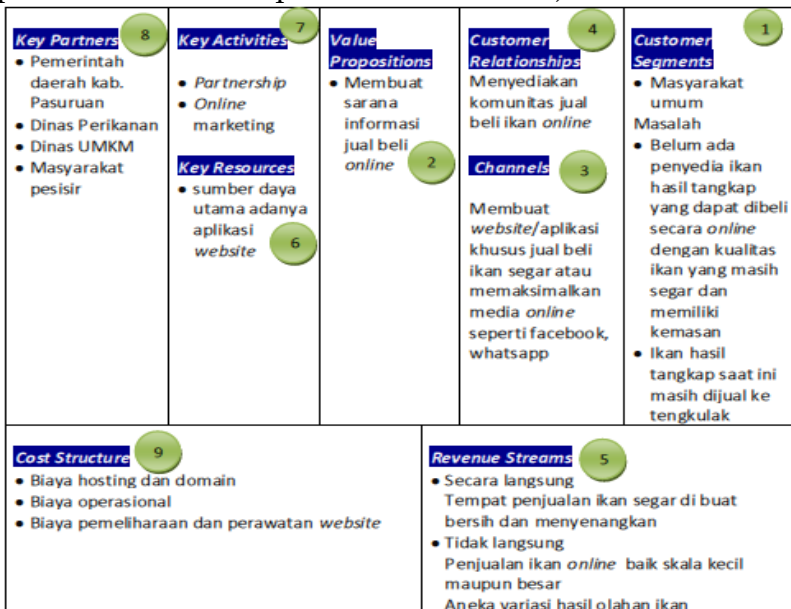 Key Partners 8
• Pemerintah
daerah kab.
Pasuruan
• Dinas Perikanan
• Dinas UMKM
• Masyarakat
pesisir
Key Activities 7
• Partnership
• Online
marketing
Key Resources
• sumber daya
utama adanya
aplikasi
website 6
Value
Propositions
• Membuat
sarana
informasi
jual beli
online 2
Customer 4
Relationships
Menyediakan
komunitas jual
beli ikan online
Channels 3
Membuat
website/aplikasi
khusus jual beli
ikan segar atau
memaksimalkan
media online
seperti facebook,
whatsapp
Customer 1
Segments
• Masyarakat
umum
Masalah
• Belum ada
penyedia ikan
hasil tangkap
yang dapat dibeli
secara online
dengan kualitas
ikan yang masih
segar dan
memiliki
kemasan
• Ikan hasil
tangkap saat ini
masih dijual ke
tengkulak
Cost Structure 9
• Biaya hosting dan domain
• Biaya operasional
• Biaya pemeliharaan dan perawatan website
Revenue Streams 5
• Secara langsung
Tempat penjualan ikan segar di buat
bersih dan menyenangkan
• Tidak langsung
Penjualan ikan online baik skala kecil
maupun besar
Aneka variasi hasil olahan ikan